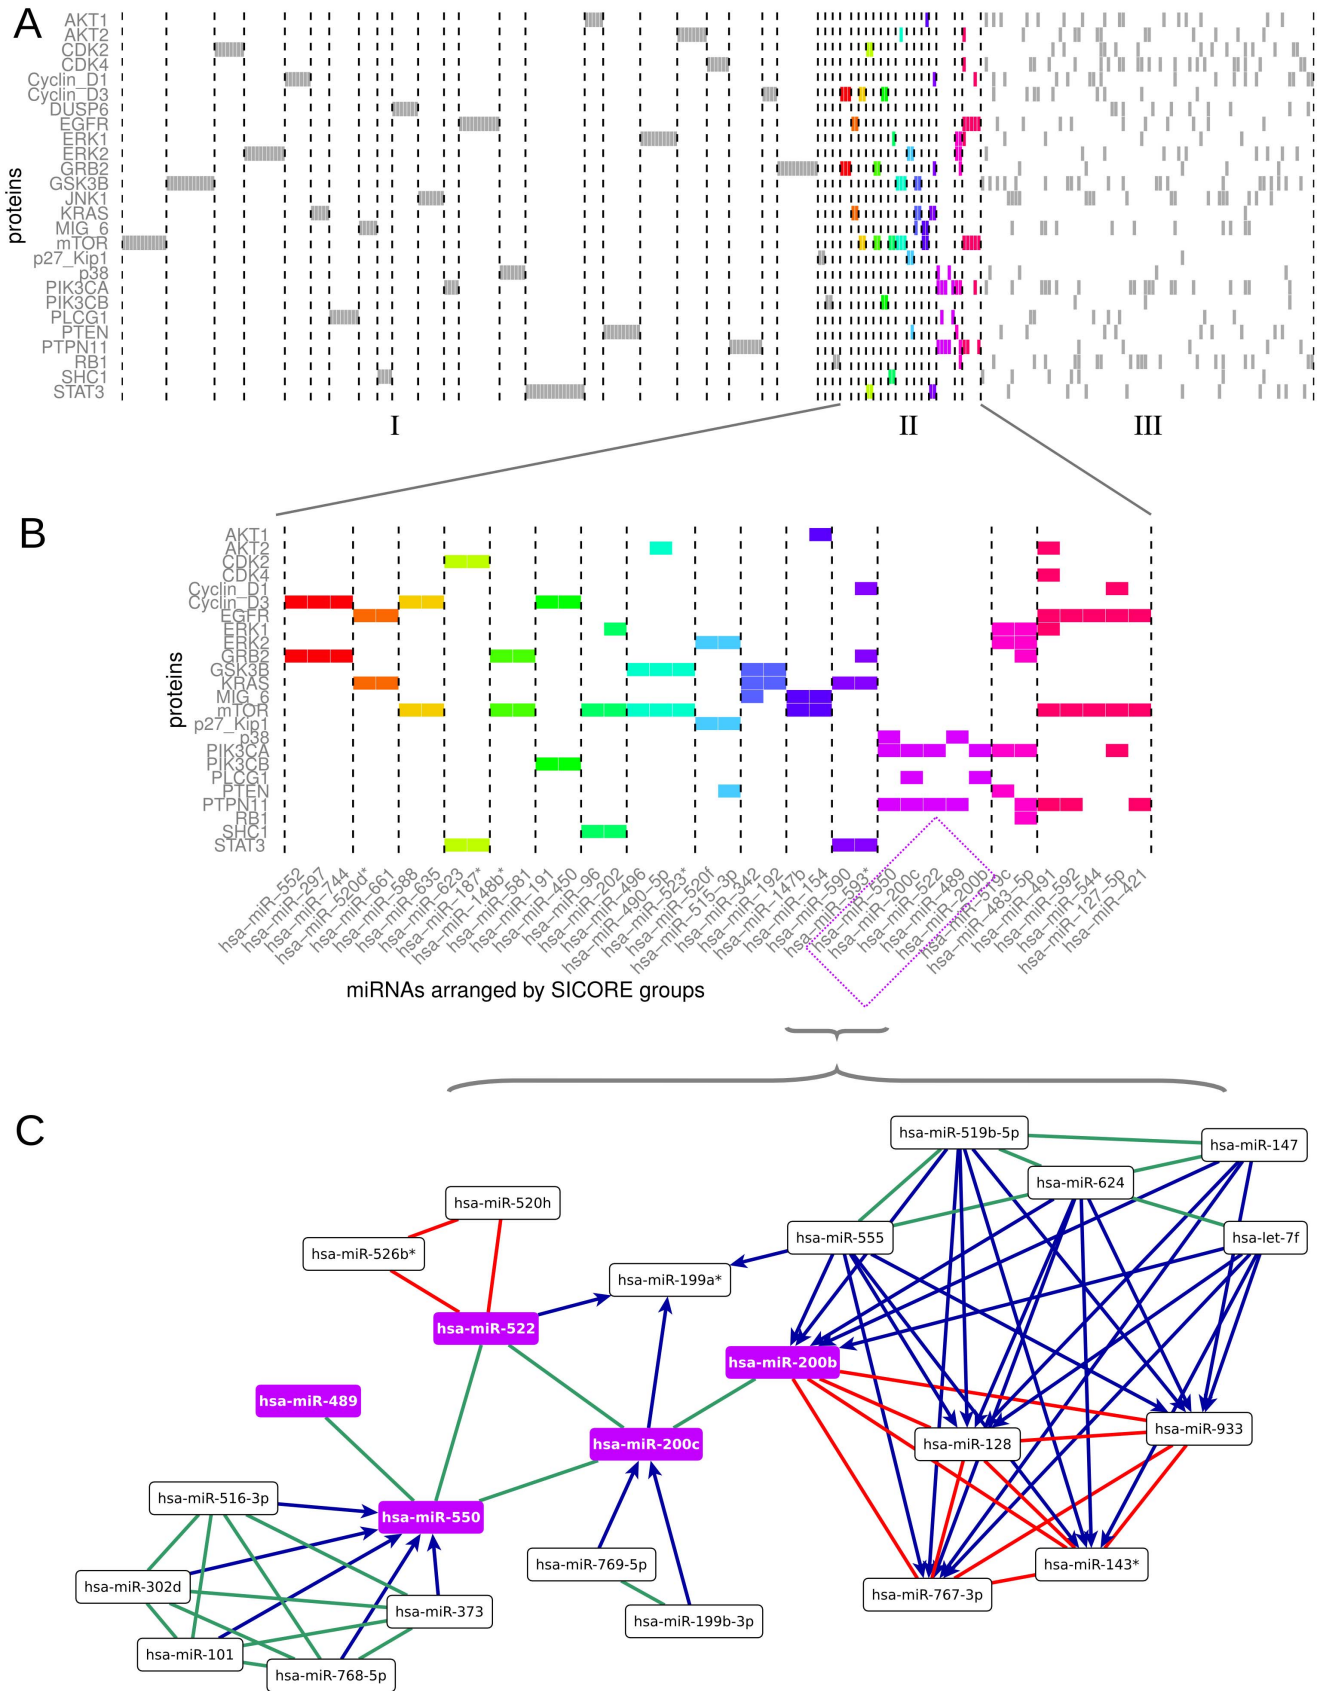 A
AKT1
AKT2
CDK2
CDK4
Cyclin_D1
Cyclin_D3
DUSP6
EGFR
ERK1
ERK2
GRB2
GSK3B
JNK1
KRAS
MIG_6
mTOR
p27_Kip1
p38
PIK3CA
PIK3CB
PLCG1
PTEN
PTPN11
RB1
SHC1
STAT3
proteins
I II III
B
AKT1
AKT2
CDK2
CDK4
Cyclin_D1
Cyclin_D3
EGFR
ERK1
ERK2
GRB2
GSK3B
KRAS
MIG_6
mTOR
p27_Kip1
p38
PIK3CA
PIK3CB
PLCG1
PTEN
PTPN11
RB1
SHC1
STAT3
proteins
hsa-miR-552
hsa-miR-297
hsa-miR-744
hsa-miR-520d*
hsa-miR-661
hsa-miR-588
hsa-miR-635
hsa-miR-623
hsa-miR-187*
hsa-miR-148b*
hsa-miR-581
hsa-miR-191
hsa-miR-450
hsa-miR-96
hsa-miR-202
hsa-miR-496
hsa-miR-490-5p
hsa-miR-523*
hsa-miR-520f
hsa-miR-515-3p
hsa-miR-342
hsa-miR-192
hsa-miR-147b
hsa-miR-154
hsa-miR-590
hsa-miR-593*
hsa-miR-550
hsa-miR-200c
hsa-miR-522
hsa-miR-489
hsa-miR-200b
hsa-miR-519c
hsa-miR-483-5p
hsa-miR-491
hsa-miR-592
hsa-miR-544
hsa-miR-127-5p
hsa-miR-421
miRNAs arranged by SICORE groups
C
hsa-miR-519b-5p
hsa-miR-147
hsa-miR-624
hsa-miR-520h
hsa-miR-555
hsa-let-7f
hsa-miR-526b*
hsa-miR-199a*
hsa-miR-522
hsa-miR-200b
hsa-miR-489
hsa-miR-933
hsa-miR-200c
hsa-miR-128
hsa-miR-516-3p
hsa-miR-550
hsa-miR-769-5p
hsa-miR-143*
hsa-miR-302d
hsa-miR-767-3p
hsa-miR-373
hsa-miR-199b-3p
hsa-miR-101
hsa-miR-768-5p